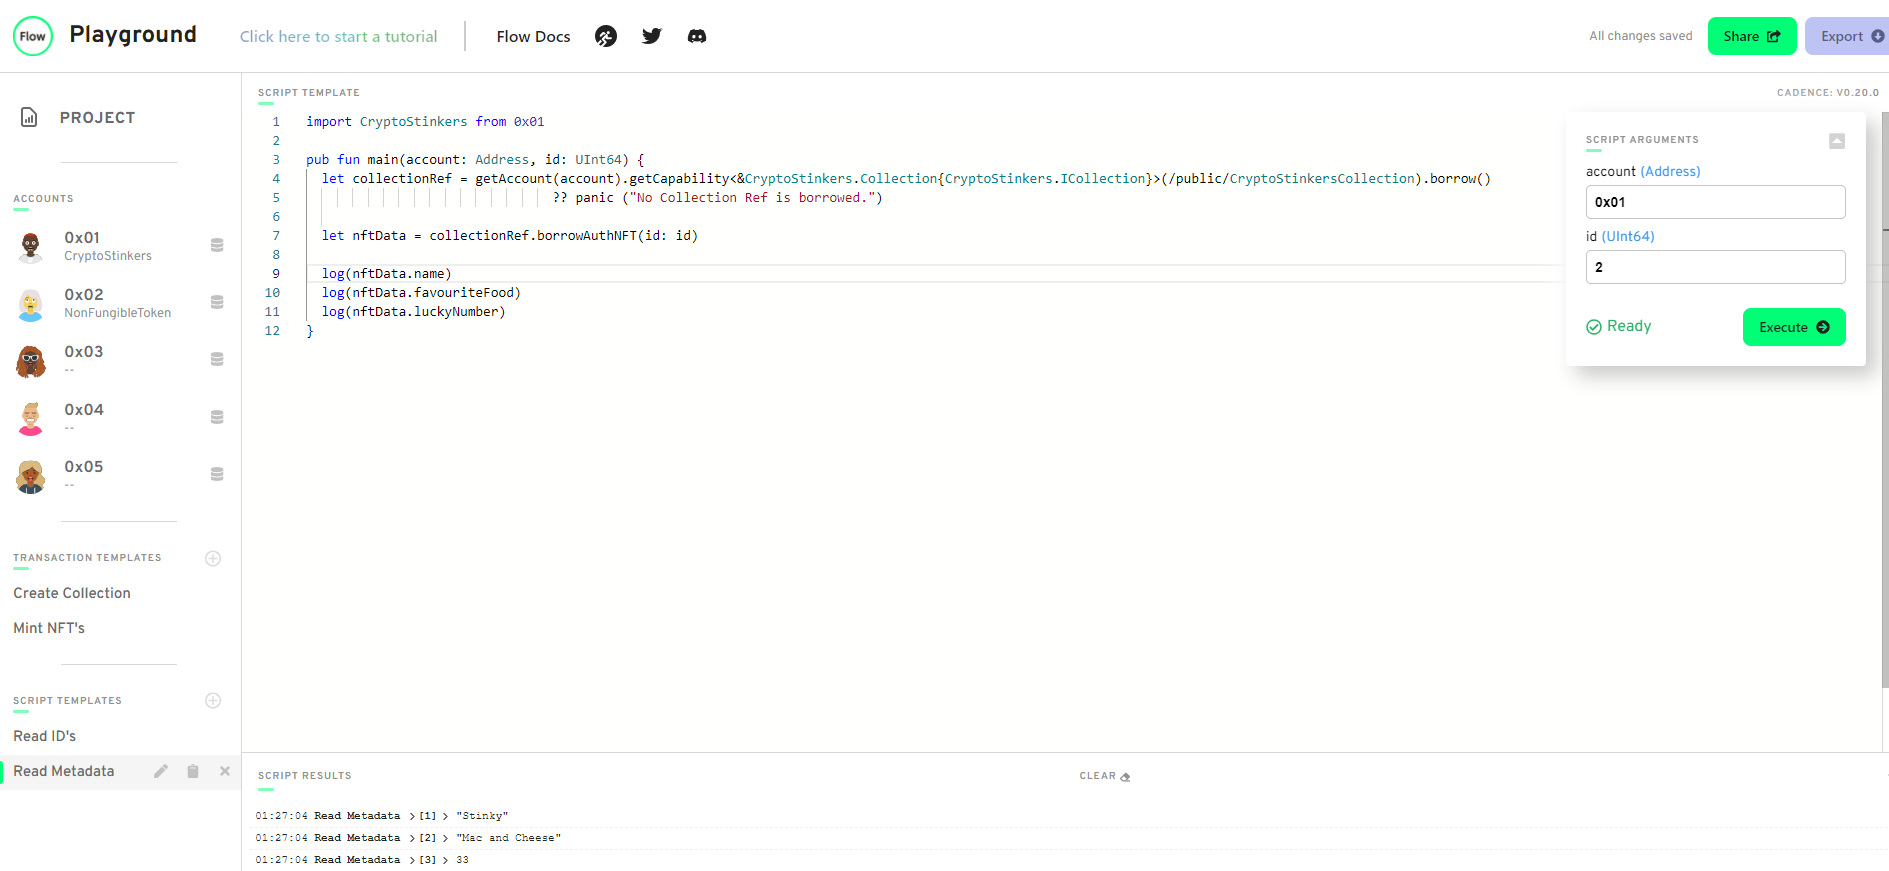 Flow Playground Click here to start a tutorial Flow Docs All changes saved Share Export
PROJECT
ACCOUNTS
0x01
CryptoStinkers
0x02
NonFungibleToken
0x03
--
0x04
--
0x05
--
TRANSACTION TEMPLATES
Create Collection
Mint NFT's
SCRIPT TEMPLATES
Read ID's
Read Metadata
SCRIPT TEMPLATE CADENCE: V0.20.0
1 import CryptoStinkers from 0x01
2
3 pub fun main(account: Address, id: UInt64) {
4 let collectionRef = getAccount(account).getCapability<&CryptoStinkers.Collection{CryptoStinkers.ICollection}>(/public/CryptoStinkersCollection).borrow()
5 ?? panic ("No Collection Ref is borrowed.")
6
7 let nftData = collectionRef.borrowAuthNFT(id: id)
8
9 log(nftData.name)
10 log(nftData.favouriteFood)
11 log(nftData.luckyNumber)
12 }
SCRIPT ARGUMENTS
account (Address)
0x01
id (UInt64)
2
Ready Execute
SCRIPT RESULTS CLEAR
01:27:04 Read Metadata > [1] > "Stinky"
01:27:04 Read Metadata > [2] > "Mac and Cheese"
01:27:04 Read Metadata > [3] > 33